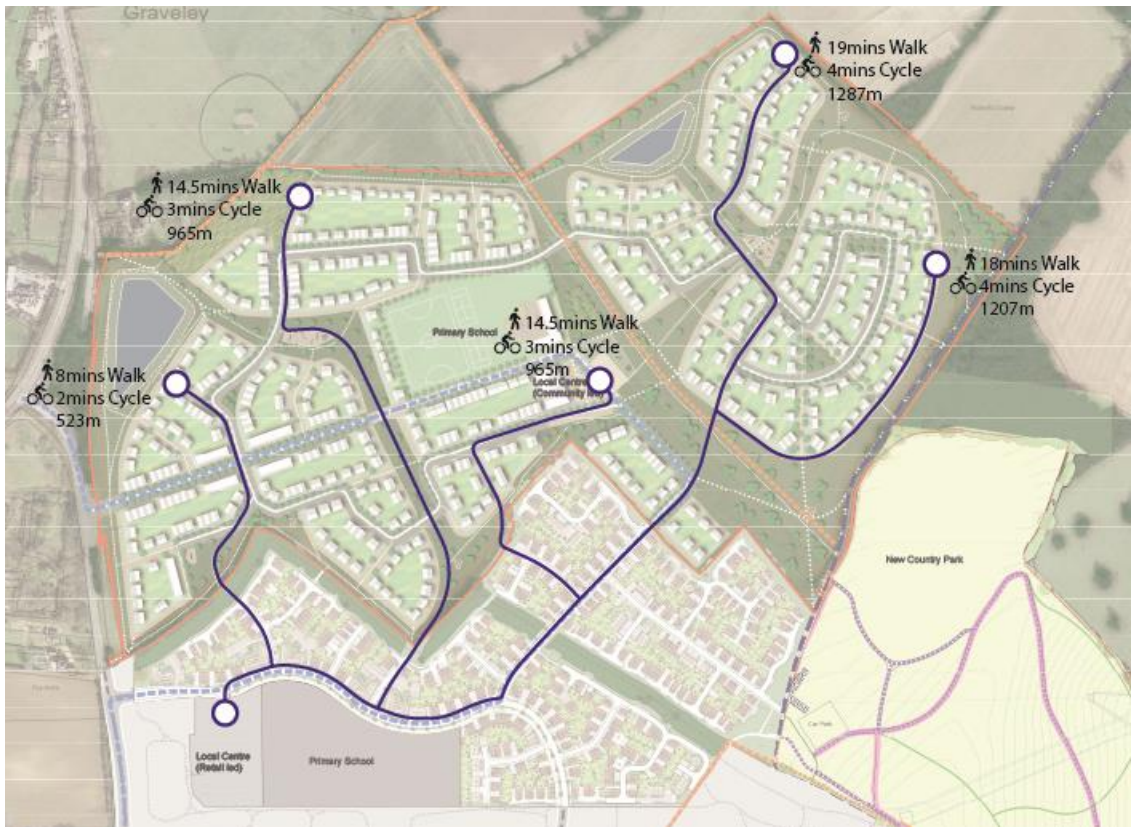 Graveley
19mins Walk
4mins Cycle
1287m
14.5mins Walk
3mins Cycle
965m
18mins Walk
4mins Cycle
1207m
Primary School
14.5mins Walk
3mins Cycle
965m
Local Centre
(Community led)
8mins Walk
2mins Cycle
523m
New Country Park
Car Park
Local Centre
(Retail led)
Primary School